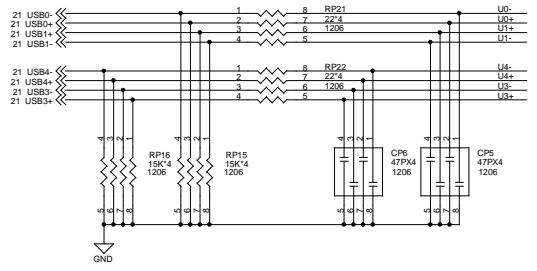 21 USB0- 1 8 RP21 U0-
21 USB0+ 2 7 22*4 U0+
21 USB1+ 3 6 1206 U1+
21 USB1- 4 5 U1-
21 USB4- 1 8 RP22 U4-
21 USB4+ 2 7 22*4 U4+
21 USB3- 3 6 1206 U3-
21 USB3+ 4 5 U3+
4 3 2 1 4 3 2 1 4 3 2 1 4 3 2 1
RP16 RP15 CP6 CP5
15K*4 15K*4 47PX4 47PX4
1206 1206 1206 1206
5 6 7 8 5 6 7 8 5 6 7 8 5 6 7 8
GND